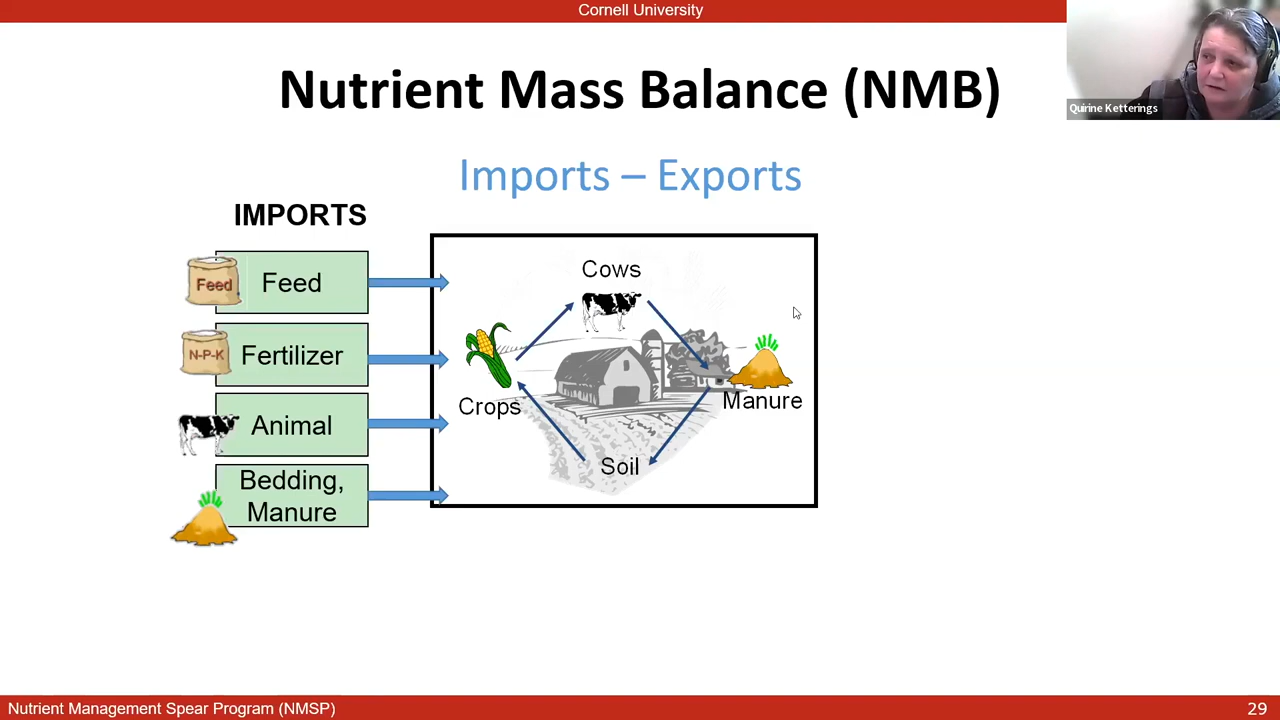 Cornell University
Quirine Ketterings
Nutrient Mass Balance (NMB)
Imports – Exports
IMPORTS
Feed
Feed
N-P-K
Fertilizer
Animal
Bedding,
Manure
Cows
Crops
Manure
Soil
Nutrient Management Spear Program (NMSP)
29